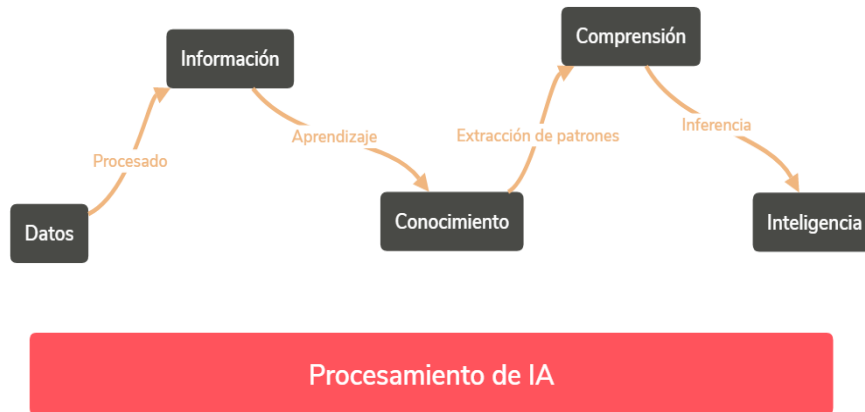 Datos
Procesado
Información
Aprendizaje
Conocimiento
Extracción de patrones
Comprensión
Inferencia
Inteligencia
Procesamiento de IA